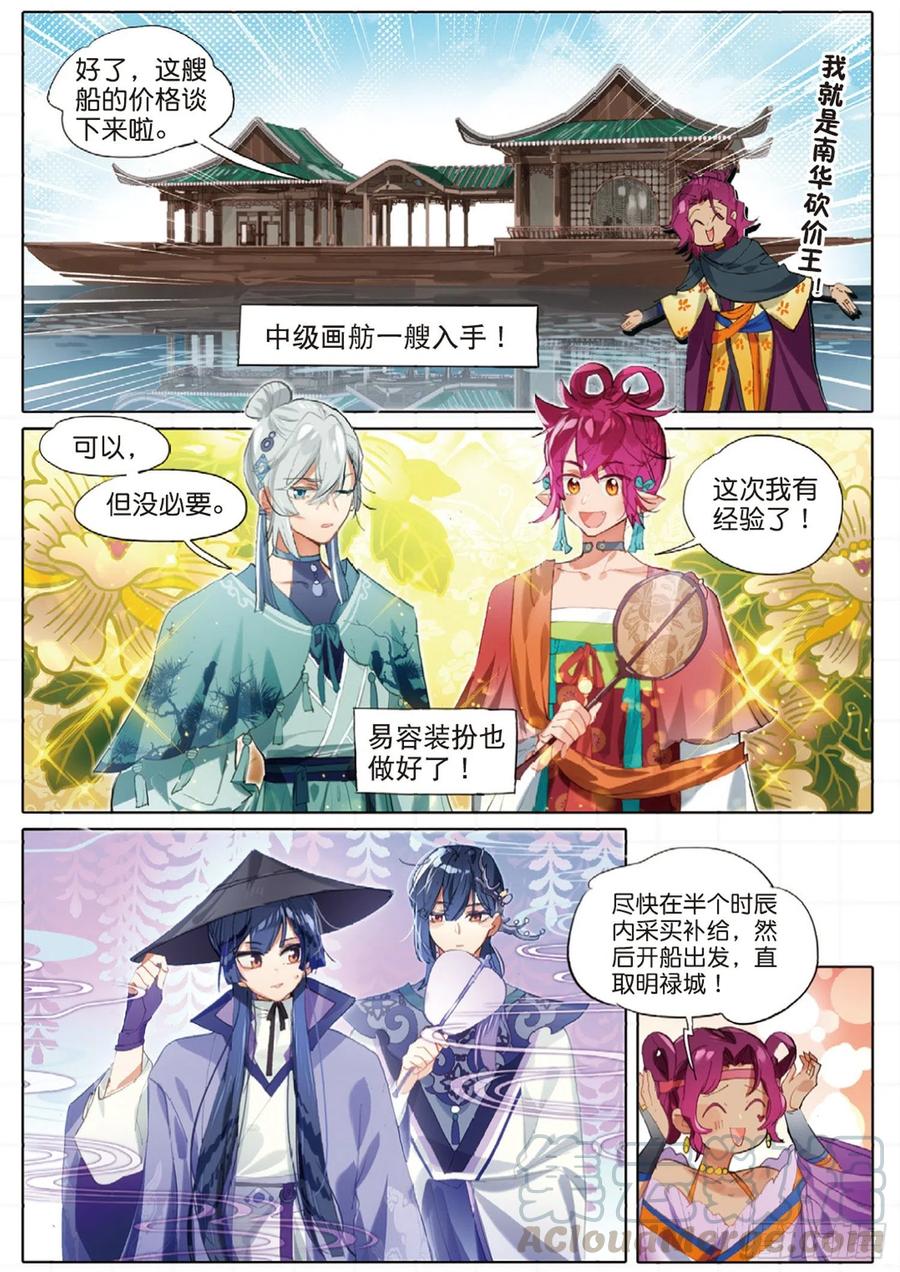 好了，这艘
船的价格谈
下来啦。
我就是南华砍价王！
中级画舫一艘入手！
可以，
但没必要。
这次我有
经验了！
易容装扮也
做好了！
尽快在半个时辰
内采买补给，然
后开船出发，直
取明禄城！
ACloudMerge.com